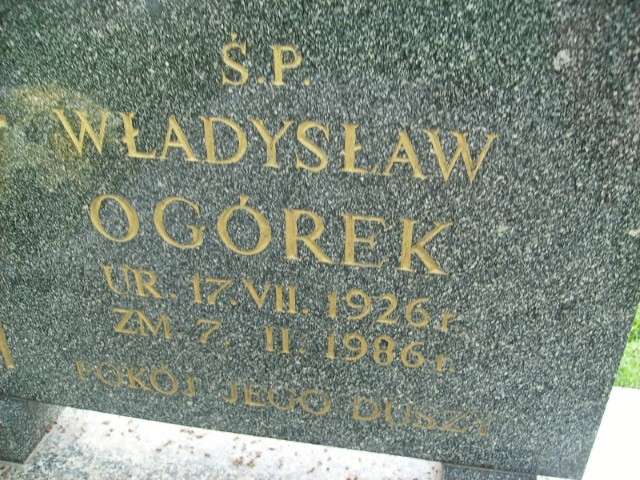 Ś.P.
WŁADYSŁAW
OGÓREK
UR. 17. VII. 1926 r.
ZM. 7. II. 1986 r.
POKÓJ JEGO DUSZY